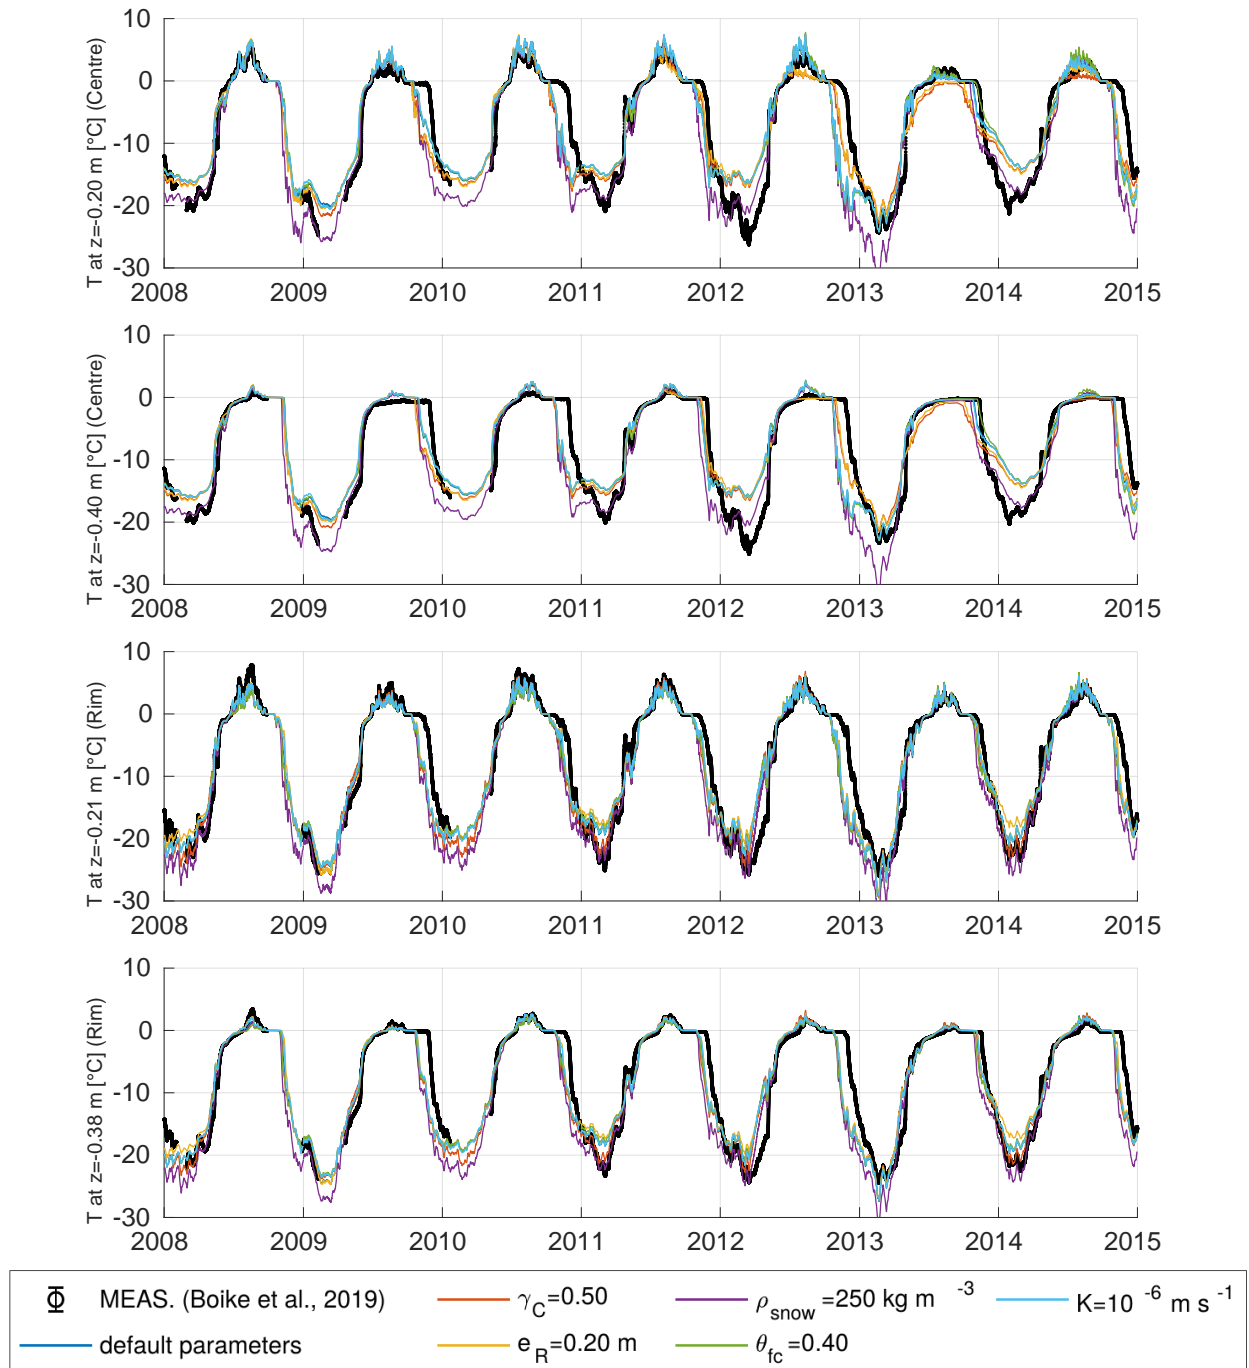 10
0
-10
-20
-30
T at z=-0.20 m [°C] (Centre)
2008 2009 2010 2011 2012 2013 2014 2015
10
0
-10
-20
-30
T at z=-0.40 m [°C] (Centre)
2008 2009 2010 2011 2012 2013 2014 2015
10
0
-10
-20
-30
T at z=-0.21 m [°C] (Rim)
2008 2009 2010 2011 2012 2013 2014 2015
10
0
-10
-20
-30
T at z=-0.38 m [°C] (Rim)
2008 2009 2010 2011 2012 2013 2014 2015
MEAS. (Boike et al., 2019) γC=0.50 ρsnow=250 kg m -3 K=10 -6 m s -1
default parameters eR=0.20 m θfc=0.40